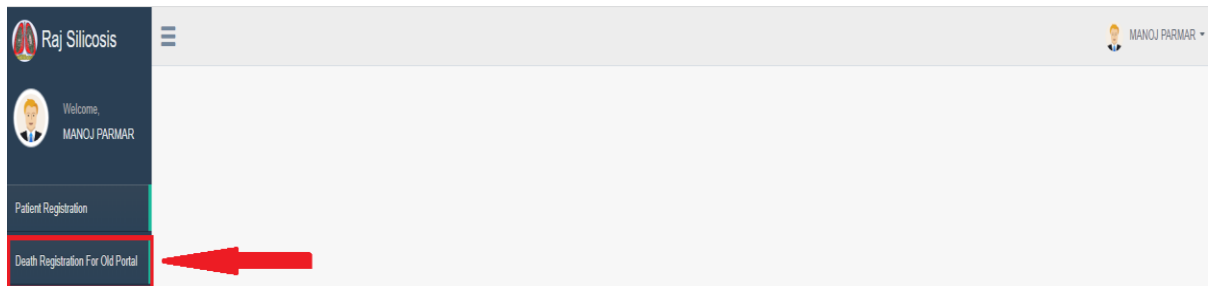 Raj Silicosis
MANOJ PARMAR
Welcome,
MANOJ PARMAR
Patient Registration
Death Registration For Old Portal